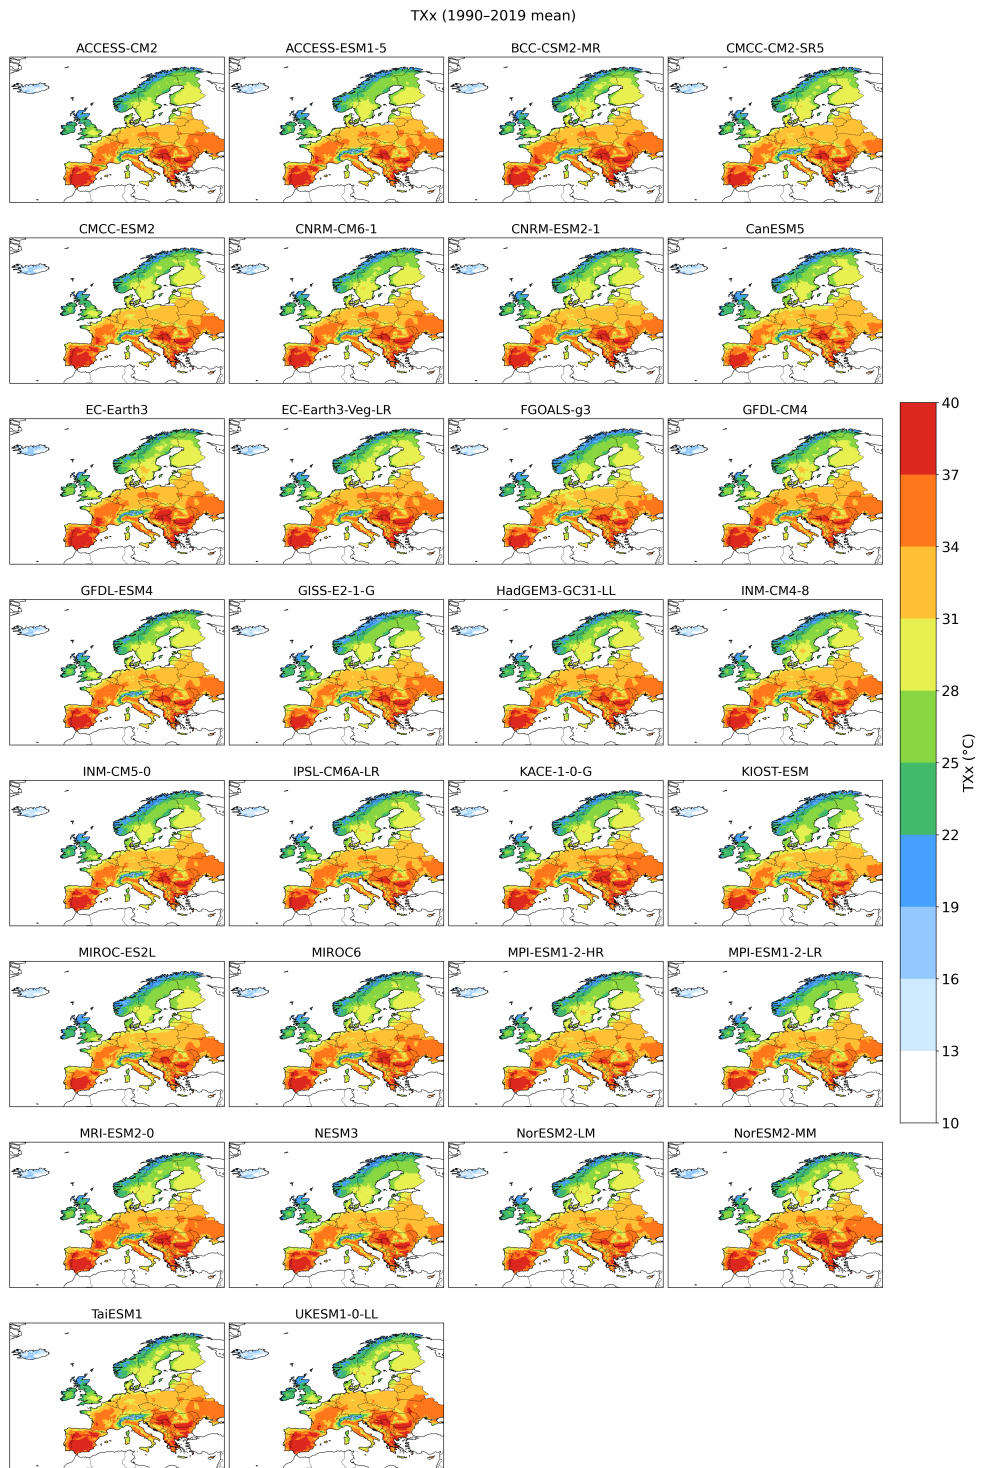 TXx (1990–2019 mean)
ACCESS-CM2 ACCESS-ESM1-5 BCC-CSM2-MR CMCC-CM2-SR5
CMCC-ESM2 CNRM-CM6-1 CNRM-ESM2-1 CanESM5
EC-Earth3 EC-Earth3-Veg-LR FGOALS-g3 GFDL-CM4
GFDL-ESM4 GISS-E2-1-G HadGEM3-GC31-LL INM-CM4-8
INM-CM5-0 IPSL-CM6A-LR KACE-1-0-G KIOST-ESM
MIROC-ES2L MIROC6 MPI-ESM1-2-HR MPI-ESM1-2-LR
MRI-ESM2-0 NESM3 NorESM2-LM NorESM2-MM
TaiESM1 UKESM1-0-LL
40
37
34
31
28
25
22
19
16
13
10
TXx (°C)